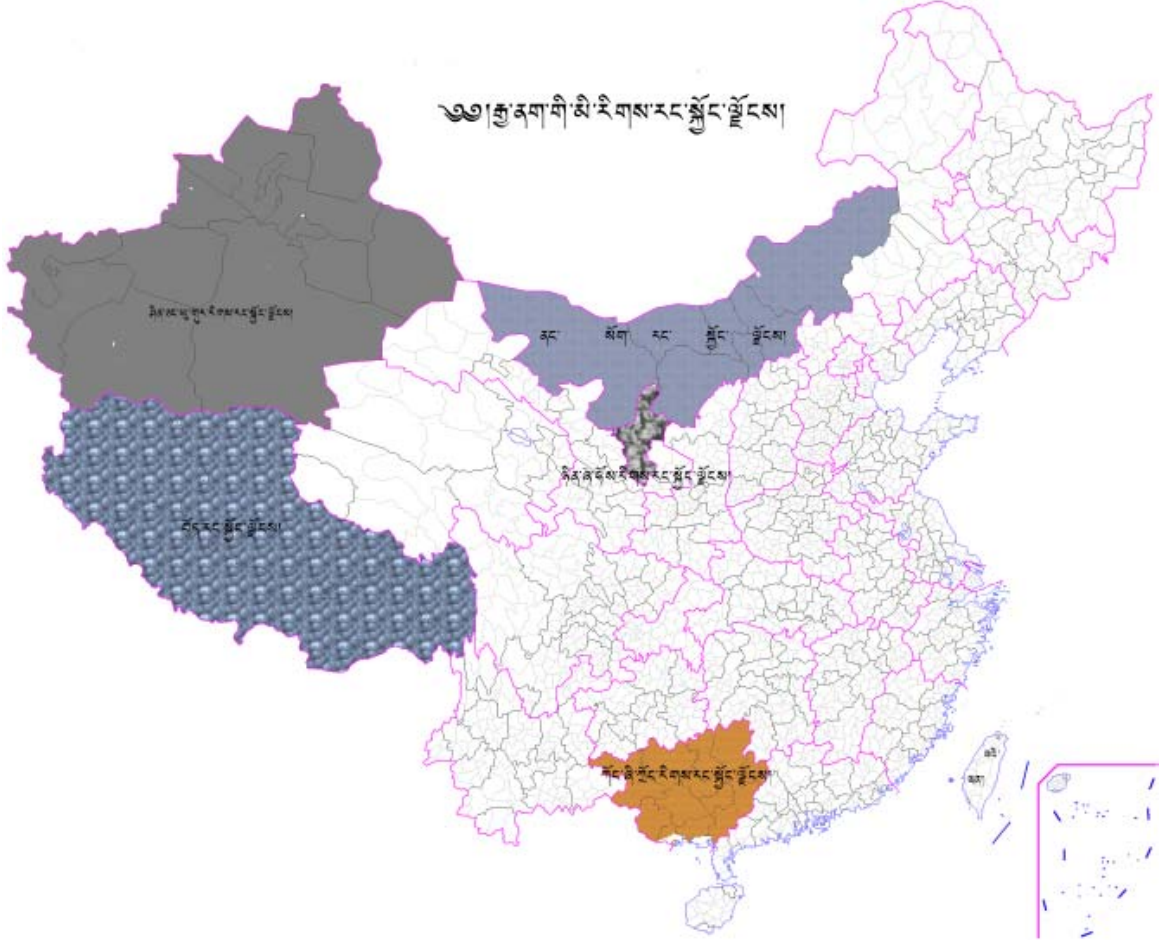 ༄༅།རྒྱ་ནག་གི་མི་རིགས་རང་སྐྱོང་ལྗོངས།
ཤིན་ཅང་ཡུ་གུར་རིགས་རང་སྐྱོང་ལྗོངས།
ནང་ སོག་ རང་ སྐྱོང་ ལྗོངས།
ཉིན་ཞ་ཧོས་རིགས་རང་སྐྱོང་ལྗོངས།
བོད་རང་སྐྱོང་ལྗོངས།
ཀོང་ཞི་ཀྲོང་རིགས་རང་སྐྱོང་ལྗོངས།